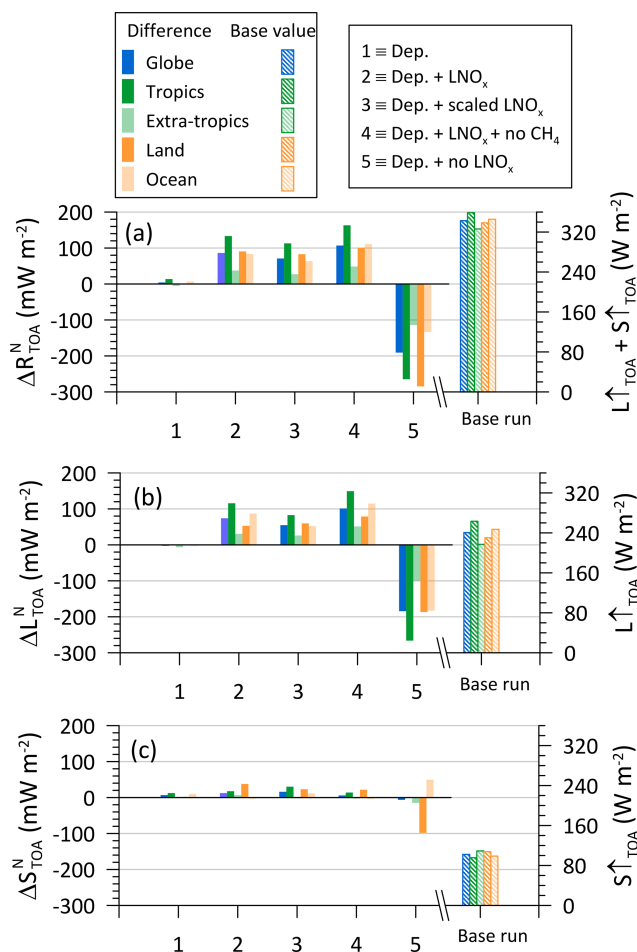 Difference Base value
Globe
Tropics
Extra-tropics
Land
Ocean
1 ≡ Dep.
2 ≡ Dep. + LNOₓ
3 ≡ Dep. + scaled LNOₓ
4 ≡ Dep. + LNOₓ + no CH₄
5 ≡ Dep. + no LNOₓ
(a)
ΔR^N_TOA (mW m⁻²)
200
100
0
-100
-200
-300
1 2 3 4 5
Base run
320
240
160
80
0
L↑_TOA + S↑_TOA (W m⁻²)
(b)
ΔL^N_TOA (mW m⁻²)
200
100
0
-100
-200
-300
1 2 3 4 5
Base run
320
240
160
80
0
L↑_TOA (W m⁻²)
(c)
ΔS^N_TOA (mW m⁻²)
200
100
0
-100
-200
-300
1 2 3 4 5
Base run
320
240
160
80
0
S↑_TOA (W m⁻²)